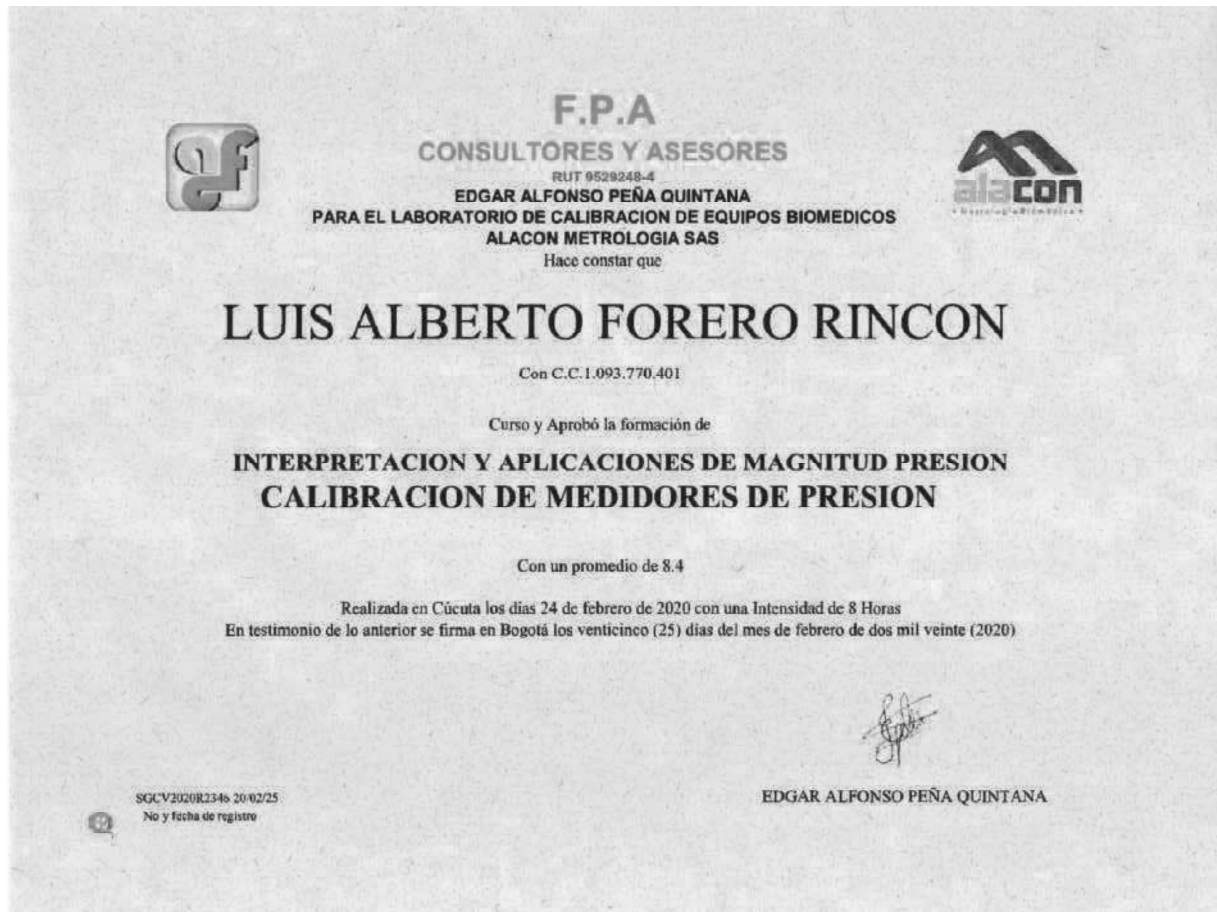 F.P.A
CONSULTORES Y ASESORES
RUT 9529248-4
EDGAR ALFONSO PEÑA QUINTANA
PARA EL LABORATORIO DE CALIBRACION DE EQUIPOS BIOMEDICOS
ALACON METROLOGIA SAS
alacon
Hace constar que
LUIS ALBERTO FORERO RINCON
Con C.C.1.093.770.401
Curso y Aprobó la formación de
INTERPRETACION Y APLICACIONES DE MAGNITUD PRESION
CALIBRACION DE MEDIDORES DE PRESION
Con un promedio de 8.4
Realizada en Cúcuta los días 24 de febrero de 2020 con una Intensidad de 8 Horas
En testimonio de lo anterior se firma en Bogotá los venticinco (25) días del mes de febrero de dos mil veinte (2020)
EDGAR ALFONSO PEÑA QUINTANA
SGCV2020R2346 20/02/25
No y fecha de registro